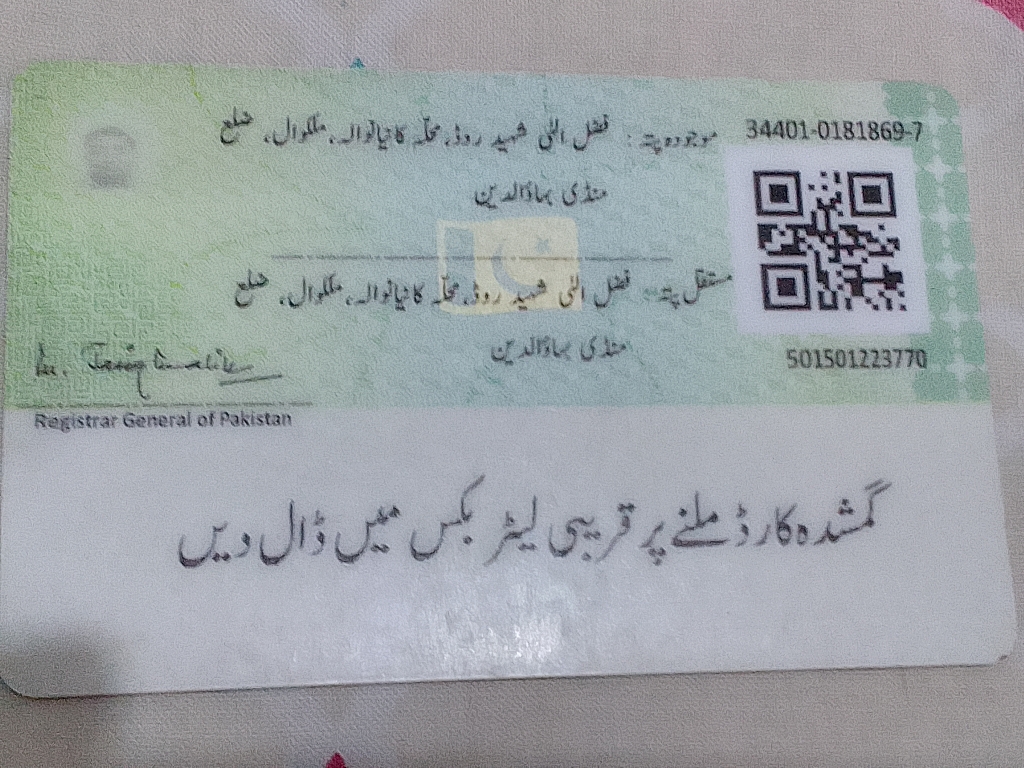 34401-0181869-7
موجودہ پتہ: فضل الٰہی شہید روڈ، محلّہ کانیانوالہ، ملکوال، ضلع
منڈی بہاؤالدین
مستقل پتہ: فضل الٰہی شہید روڈ، محلّہ کانیانوالہ، ملکوال، ضلع
منڈی بہاؤالدین
501501223770
Registrar General of Pakistan
گمشدہ کارڈ ملنے پر قریبی لیٹر بکس میں ڈال دیں